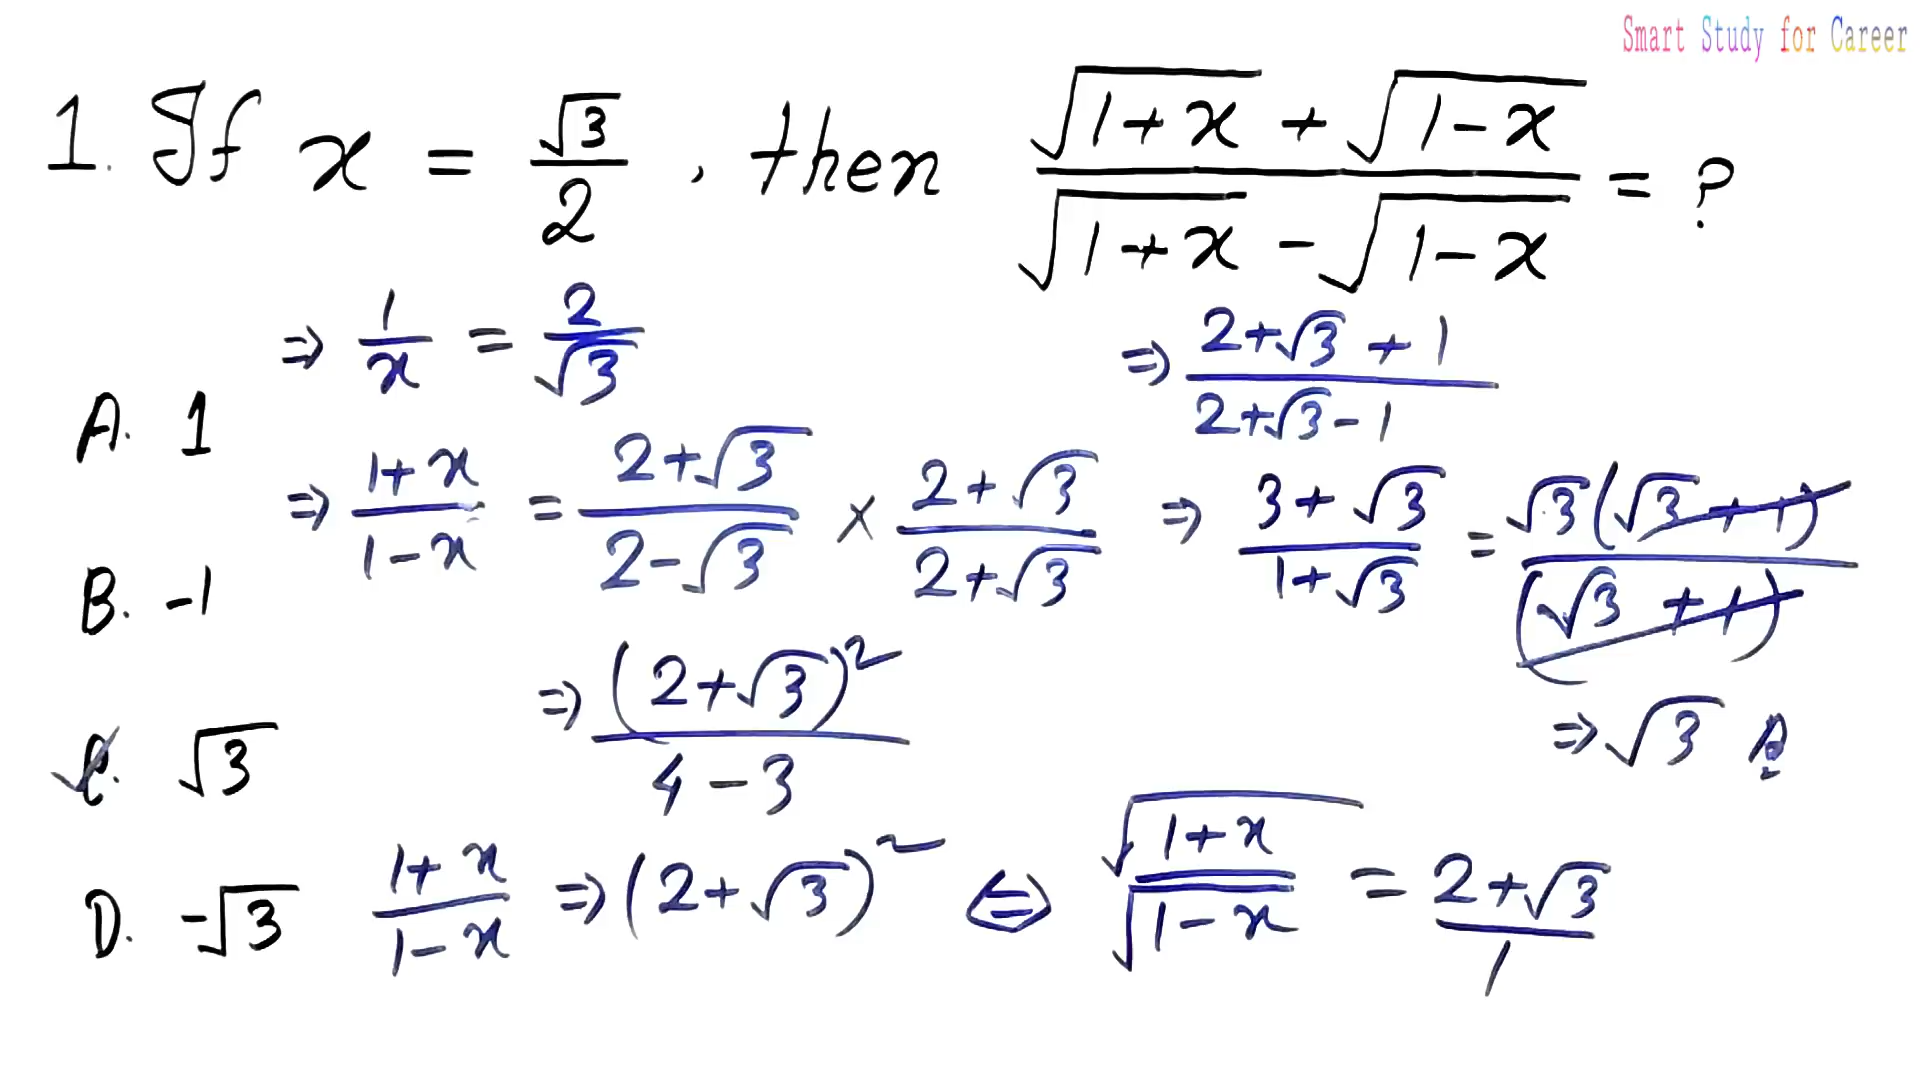 Smart Study for Career
1. If x = √3/2 , then (√(1+x) + √(1-x))/(√(1+x) - √(1-x)) = ?
⇒ 1/x = 2/√3
⇒ (2+√3 + 1)/(2+√3 - 1)
A. 1
⇒ (1+x)/(1-x) = (2+√3)/(2-√3) × (2+√3)/(2+√3)
⇒ (3+√3)/(1+√3) = √3(√3+1)/(√3+1)
B. -1
⇒ (2+√3)²/(4-3)
⇒ √3
C. √3
D. -√3
(1+x)/(1-x) ⇒ (2+√3)² ⇔ √(1+x)/√(1-x) = (2+√3)/1